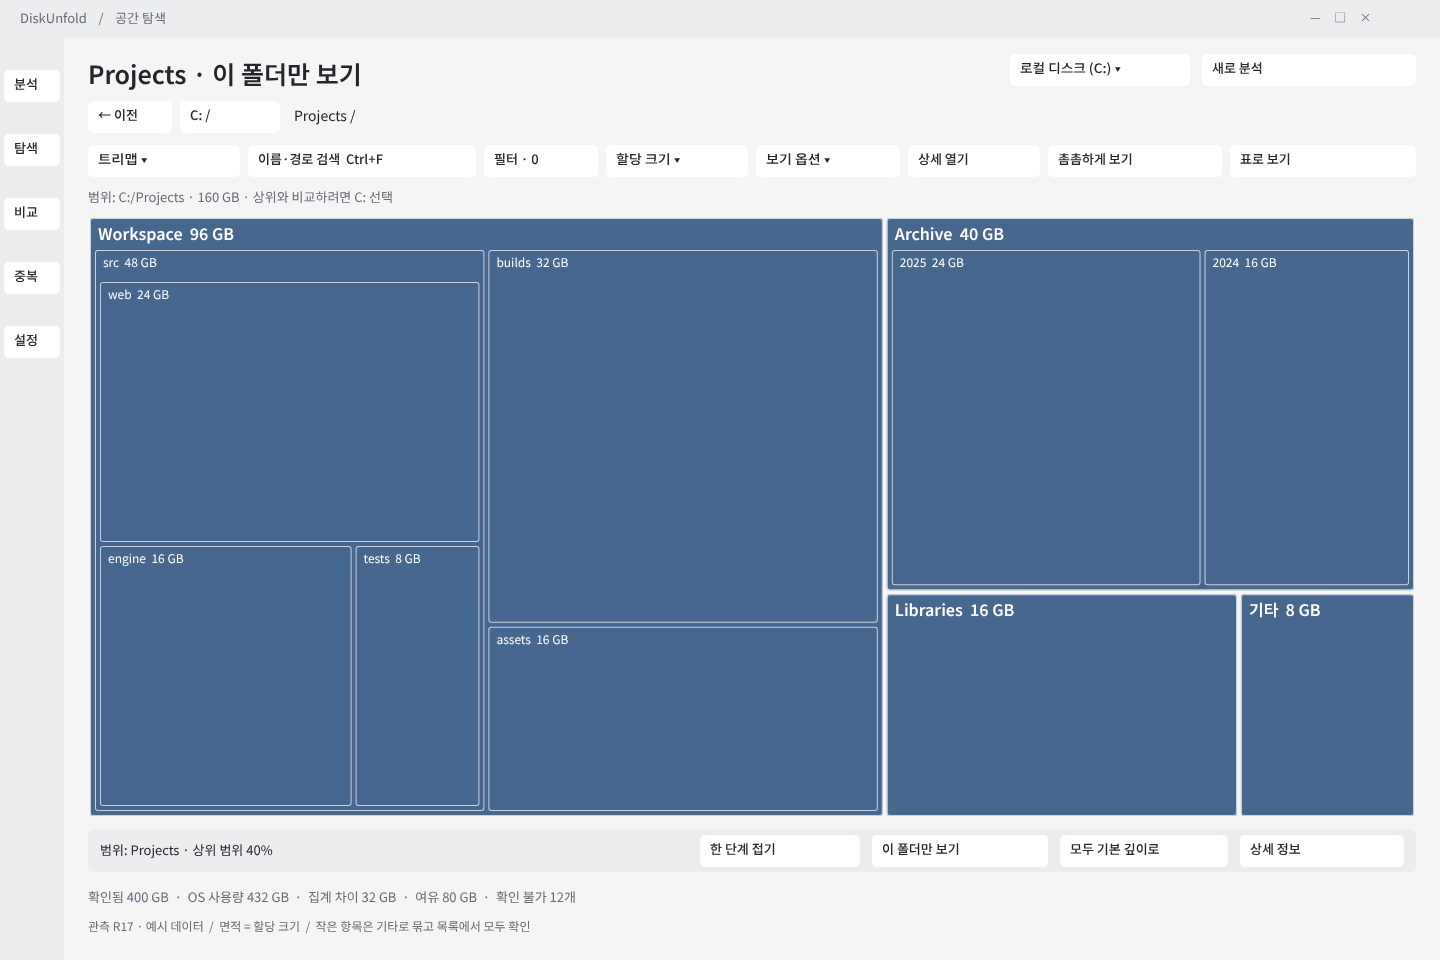 DiskUnfold / 공간 탐색
분석
탐색
비교
중복
설정
Projects · 이 폴더만 보기
로컬 디스크 (C:) ▾
새로 분석
← 이전
C: /
Projects /
트리맵 ▾
이름·경로 검색 Ctrl+F
필터 · 0
할당 크기 ▾
보기 옵션 ▾
상세 열기
촘촘하게 보기
표로 보기
범위: C:/Projects · 160 GB · 상위와 비교하려면 C: 선택
Workspace 96 GB
src 48 GB
web 24 GB
engine 16 GB
tests 8 GB
builds 32 GB
assets 16 GB
Archive 40 GB
2025 24 GB
2024 16 GB
Libraries 16 GB
기타 8 GB
범위: Projects · 상위 범위 40%
한 단계 접기
이 폴더만 보기
모두 기본 깊이로
상세 정보
확인됨 400 GB · OS 사용량 432 GB · 집계 차이 32 GB · 여유 80 GB · 확인 불가 12개
관측 R17 · 예시 데이터 / 면적 = 할당 크기 / 작은 항목은 기타로 묶고 목록에서 모두 확인